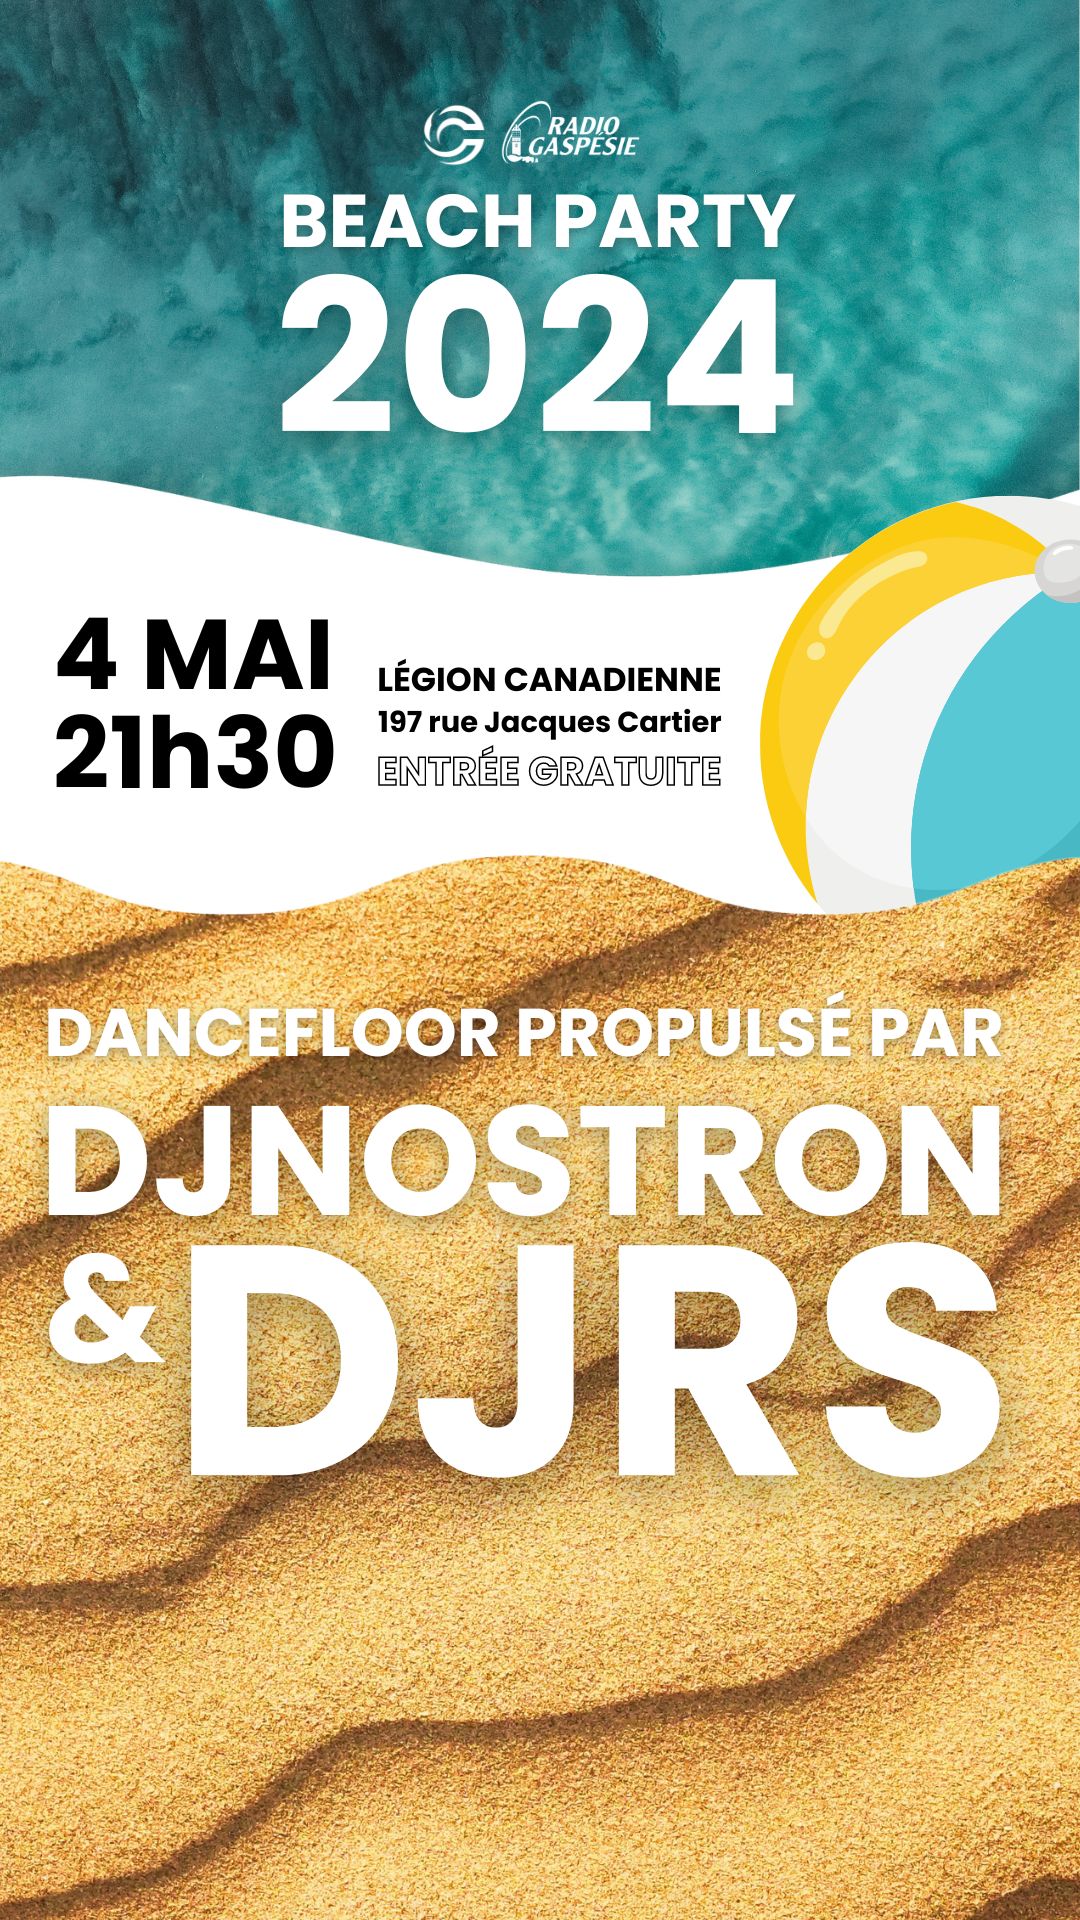 RADIO
GASPÉSIE
BEACH PARTY
2024
4 MAI
21h30
LÉGION CANADIENNE
197 rue Jacques Cartier
ENTRÉE GRATUITE
DANCEFLOOR PROPULSÉ PAR
DJNOSTRON
& DJRS